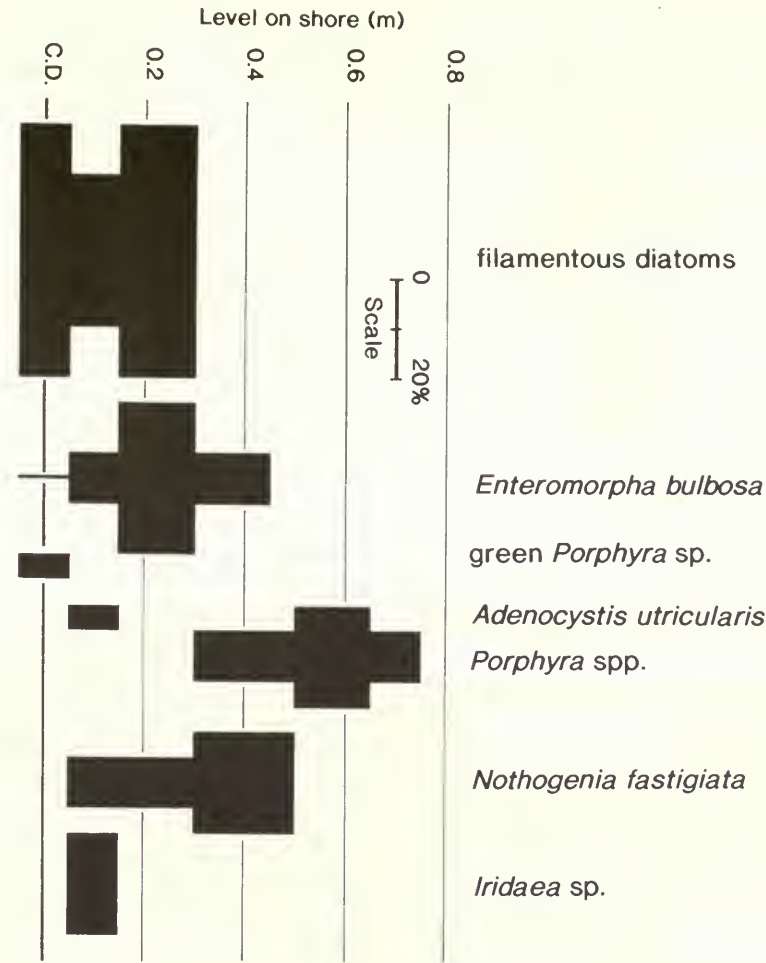 Level on shore (m)
C.D.
0.2
0.4
0.6
0.8
filamentous diatoms
0
20%
Scale
Enteromorpha bulbosa
green Porphyra sp.
Adenocystis utricularis
Porphyra spp.
Nothogenia fastigiata
Iridaea sp.